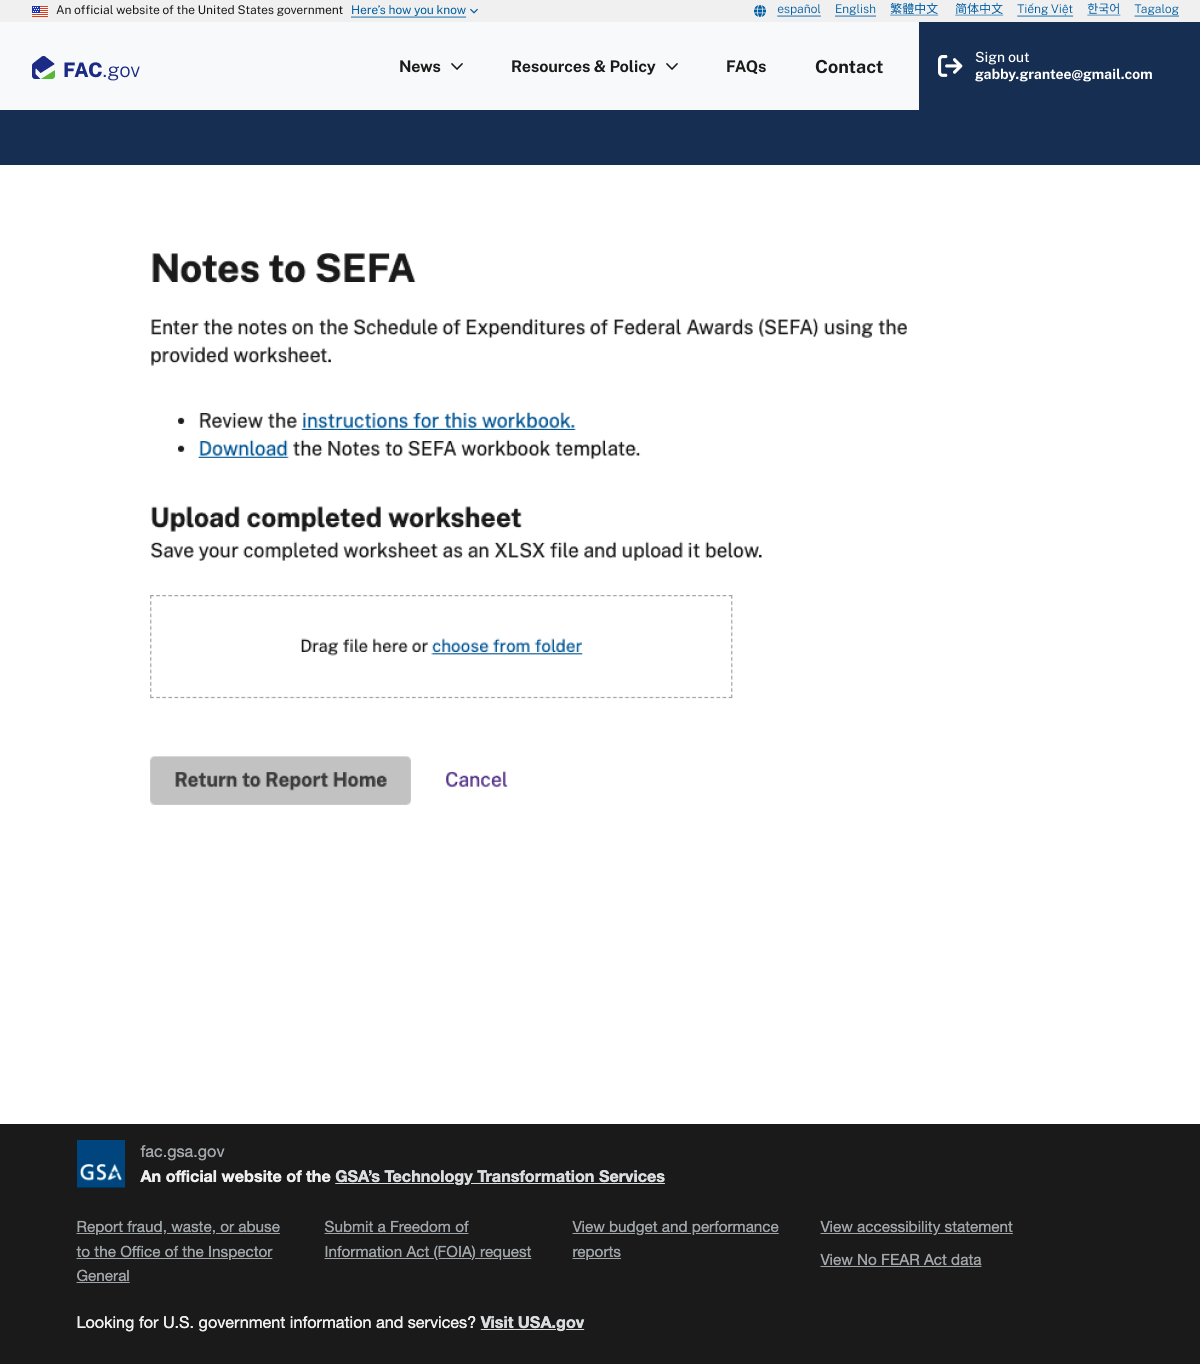 An official website of the United States government Here's how you know
español English 繁體中文 简体中文 Tiếng Việt 한국어 Tagalog
FAC.gov
News Resources & Policy FAQs Contact
Sign out
gabby.grantee@gmail.com
Notes to SEFA
Enter the notes on the Schedule of Expenditures of Federal Awards (SEFA) using the
provided worksheet.
• Review the instructions for this workbook.
• Download the Notes to SEFA workbook template.
Upload completed worksheet
Save your completed worksheet as an XLSX file and upload it below.
Drag file here or choose from folder
Return to Report Home Cancel
GSA
fac.gsa.gov
An official website of the GSA's Technology Transformation Services
Report fraud, waste, or abuse
to the Office of the Inspector
General
Submit a Freedom of
Information Act (FOIA) request
View budget and performance
reports
View accessibility statement
View No FEAR Act data
Looking for U.S. government information and services? Visit USA.gov